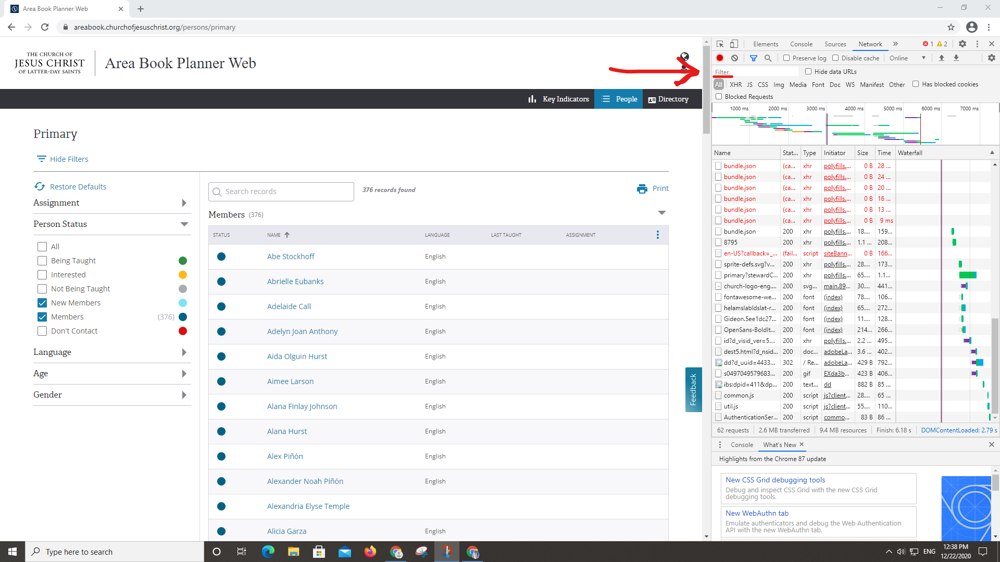 Area Book Planner Web
areabook.churchofjesuschrist.org/persons/primary
THE CHURCH OF
JESUS CHRIST
OF LATTER-DAY SAINTS
Area Book Planner Web
Key Indicators
People
Directory
Primary
Hide Filters
Restore Defaults
Assignment
Person Status
All
Being Taught
Interested
Not Being Taught
New Members
Members (376)
Don't Contact
Language
Age
Gender
Search records
376 records found
Print
Members (376)
STATUS NAME LANGUAGE LAST TAUGHT ASSIGNMENT
Abe Stockhoff English
Abrielle Eubanks English
Adelaide Call English
Adelyn Joan Anthony English
Aida Olguin Hurst English
Aimee Larson English
Alana Finlay Johnson English
Alana Hurst English
Alex Piñón English
Alexander Noah Piñón English
Alexandria Elyse Temple
Alicia Garza English
Feedback
Elements Console Sources Network » 1 2
Preserve log Disable cache Online
Filter Hide data URLs
All XHR JS CSS Img Media Font Doc WS Manifest Other Has blocked cookies
Blocked Requests
1000 ms 2000 ms 3000 ms 4000 ms 5000 ms 6000 ms 7000 ms
Name Stat... Type Initiator Size Time Waterfall
bundle.json (ca... xhr polyfills.... 0 B 28 ...
bundle.json (ca... xhr polyfills.... 0 B 24 ...
bundle.json (ca... xhr polyfills.... 0 B 20 ...
bundle.json (ca... xhr polyfills.... 0 B 16 ...
bundle.json (ca... xhr polyfills.... 0 B 13 ...
bundle.json (ca... xhr polyfills.... 0 B 9 ms
bundle.json 200 xhr polyfills.... 18.... 159...
8795 200 xhr polyfills.... 1.1 ... 208...
en-US?callback=_... (fail... script siteBann... 0 B 166...
sprite-defs.svg?v... 200 xhr polyfills.... 28.... 173...
primary?stewardC... 200 xhr polyfills.... 65.... 1.1...
church-logo-eng.... 200 svg... main.89... 30.... 441...
fontawesome-we... 200 font (index) 78.... 106...
helamslabldslat-r... 200 font (index) 65.... 272...
Gideon.5ee1dc27... 200 font (index) 11.... 128...
OpenSans-BoldIt... 200 font (index) 214... 266...
id?d_visid_ver=5.... 200 xhr polyfills.... 2.2 ... 495...
dest5.html?d_nsid... 200 doc... adobeLa... 3.6 ... 402...
dd?d_uuid=4433... 302 / Re... adobeLa... 429 B 792...
s0497049579683... 200 gif EXda3b... 423 B 406...
ibs:dpid=411&dp... 200 text... dd 882 B 85 ...
common.js 200 script js?client... 28.... 65 ...
util.js 200 script js?client... 55.... 110...
AuthenticationSer... 200 script commo... 83 B 86 ...
62 requests 2.6 MB transferred 9.4 MB resources Finish: 6.18 s DOMContentLoaded: 2.79 s
Console What's New
Highlights from the Chrome 87 update
New CSS Grid debugging tools
Debug and inspect CSS Grid with the new CSS Grid
debugging tools.
New WebAuthn tab
Emulate authenticators and debug the Web Authentication
API with the new WebAuthn tab.
Type here to search
ENG
12:38 PM
12/22/2020